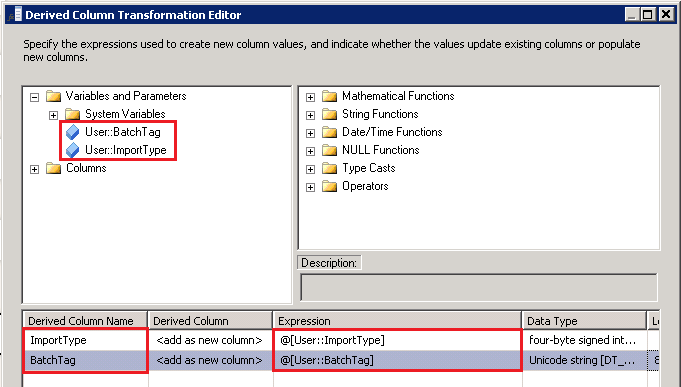 Derived Column Transformation Editor
Specify the expressions used to create new column values, and indicate whether the values update existing columns or populate
new columns.
Variables and Parameters
System Variables
User::BatchTag
User::ImportType
Columns
Mathematical Functions
String Functions
Date/Time Functions
NULL Functions
Type Casts
Operators
Description:
Derived Column Name Derived Column Expression Data Type
ImportType <add as new column> @[User::ImportType] four-byte signed int...
BatchTag <add as new column> @[User::BatchTag] Unicode string [DT_...